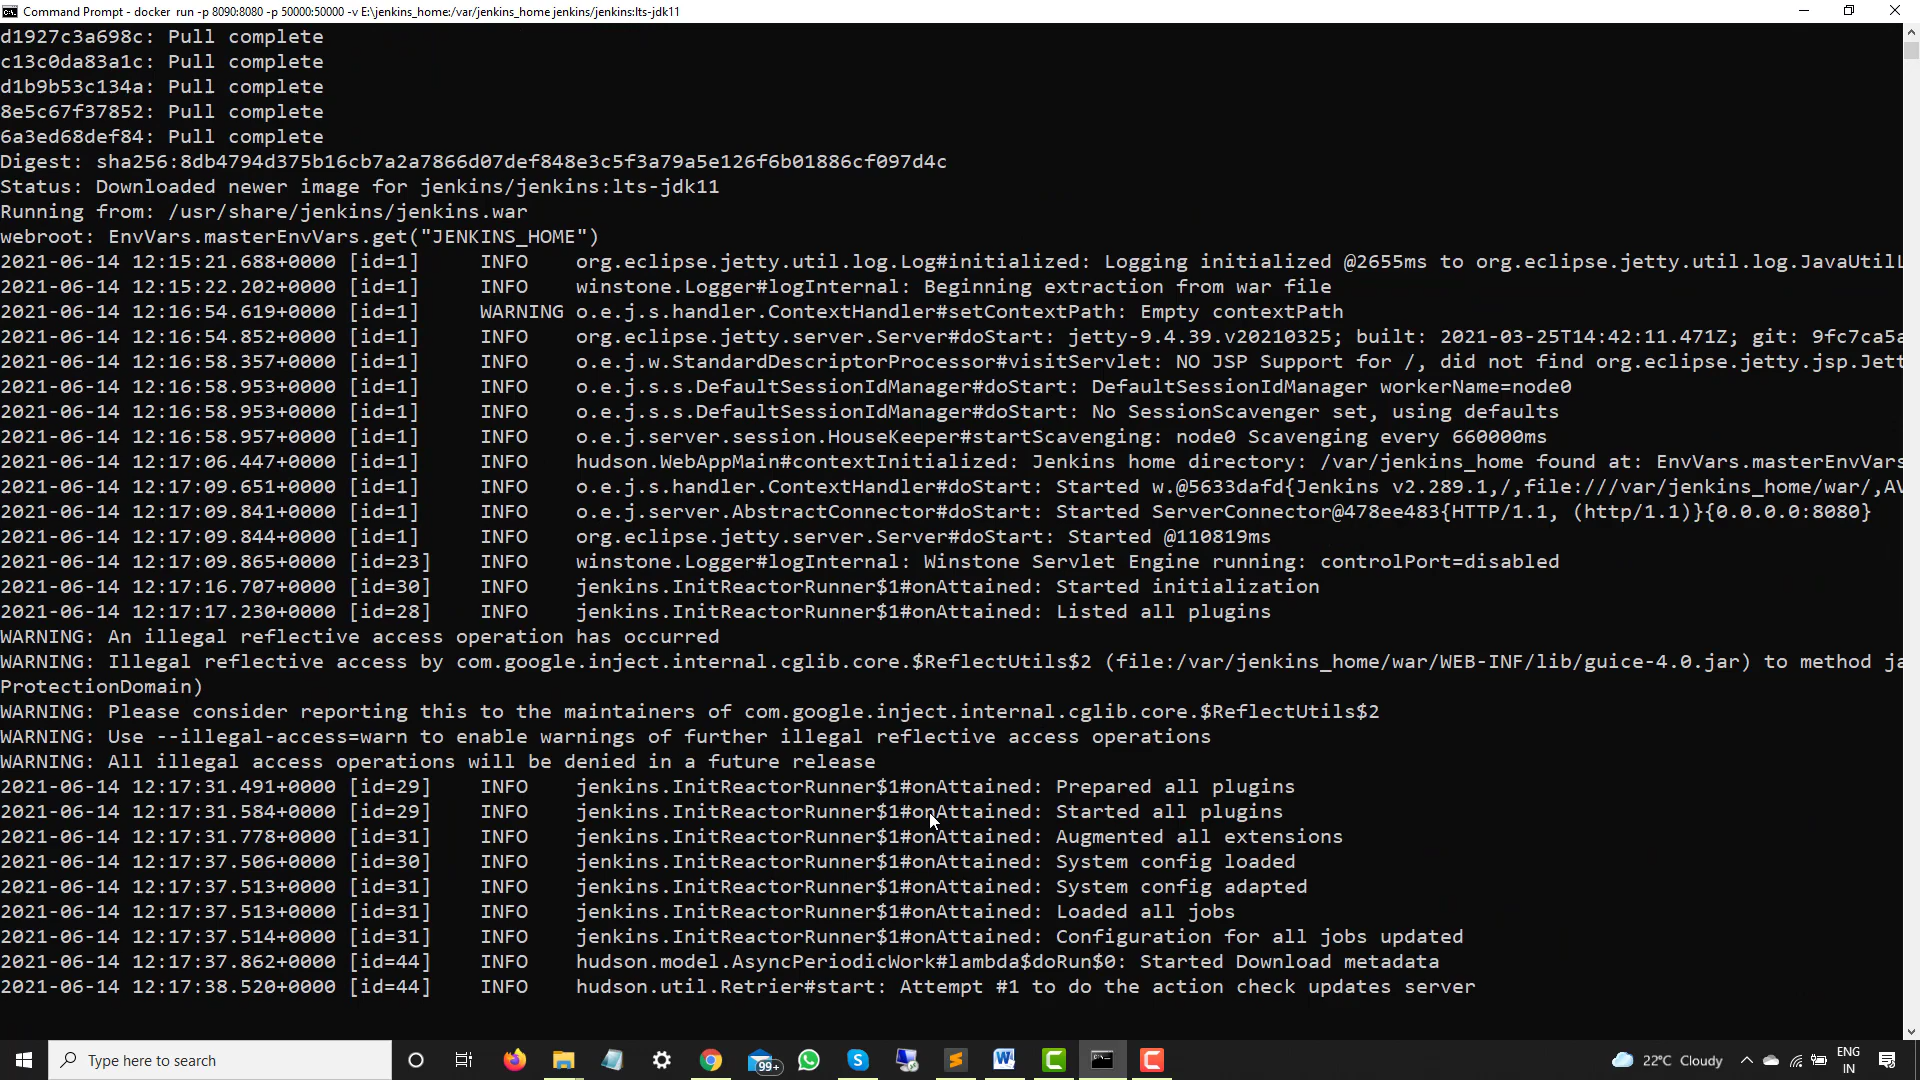 Command Prompt - docker  run -p 8090:8080 -p 50000:50000 -v E:\jenkins_home:/var/jenkins_home jenkins/jenkins:lts-jdk11
d1927c3a698c: Pull complete
c13c0da83a1c: Pull complete
d1b9b53c134a: Pull complete
8e5c67f37852: Pull complete
6a3ed68def84: Pull complete
Digest: sha256:8db4794d375b16cb7a2a7866d07def848e3c5f3a79a5e126f6b01886cf097d4c
Status: Downloaded newer image for jenkins/jenkins:lts-jdk11
Running from: /usr/share/jenkins/jenkins.war
webroot: EnvVars.masterEnvVars.get("JENKINS_HOME")
2021-06-14 12:15:21.688+0000 [id=1]     INFO    org.eclipse.jetty.util.log.Log#initialized: Logging initialized @2655ms to org.eclipse.jetty.util.log.JavaUtilL
2021-06-14 12:15:22.202+0000 [id=1]     INFO    winstone.Logger#logInternal: Beginning extraction from war file
2021-06-14 12:16:54.619+0000 [id=1]     WARNING o.e.j.s.handler.ContextHandler#setContextPath: Empty contextPath
2021-06-14 12:16:54.852+0000 [id=1]     INFO    org.eclipse.jetty.server.Server#doStart: jetty-9.4.39.v20210325; built: 2021-03-25T14:42:11.471Z; git: 9fc7ca5a
2021-06-14 12:16:58.357+0000 [id=1]     INFO    o.e.j.w.StandardDescriptorProcessor#visitServlet: NO JSP Support for /, did not find org.eclipse.jetty.jsp.Jett
2021-06-14 12:16:58.953+0000 [id=1]     INFO    o.e.j.s.s.DefaultSessionIdManager#doStart: DefaultSessionIdManager workerName=node0
2021-06-14 12:16:58.953+0000 [id=1]     INFO    o.e.j.s.s.DefaultSessionIdManager#doStart: No SessionScavenger set, using defaults
2021-06-14 12:16:58.957+0000 [id=1]     INFO    o.e.j.server.session.HouseKeeper#startScavenging: node0 Scavenging every 660000ms
2021-06-14 12:17:06.447+0000 [id=1]     INFO    hudson.WebAppMain#contextInitialized: Jenkins home directory: /var/jenkins_home found at: EnvVars.masterEnvVars
2021-06-14 12:17:09.651+0000 [id=1]     INFO    o.e.j.s.handler.ContextHandler#doStart: Started w.@5633dafd{Jenkins v2.289.1,/,file:///var/jenkins_home/war/,AV
2021-06-14 12:17:09.841+0000 [id=1]     INFO    o.e.j.server.AbstractConnector#doStart: Started ServerConnector@478ee483{HTTP/1.1, (http/1.1)}{0.0.0.0:8080}
2021-06-14 12:17:09.844+0000 [id=1]     INFO    org.eclipse.jetty.server.Server#doStart: Started @110819ms
2021-06-14 12:17:09.865+0000 [id=23]    INFO    winstone.Logger#logInternal: Winstone Servlet Engine running: controlPort=disabled
2021-06-14 12:17:16.707+0000 [id=30]    INFO    jenkins.InitReactorRunner$1#onAttained: Started initialization
2021-06-14 12:17:17.230+0000 [id=28]    INFO    jenkins.InitReactorRunner$1#onAttained: Listed all plugins
WARNING: An illegal reflective access operation has occurred
WARNING: Illegal reflective access by com.google.inject.internal.cglib.core.$ReflectUtils$2 (file:/var/jenkins_home/war/WEB-INF/lib/guice-4.0.jar) to method ja
ProtectionDomain)
WARNING: Please consider reporting this to the maintainers of com.google.inject.internal.cglib.core.$ReflectUtils$2
WARNING: Use --illegal-access=warn to enable warnings of further illegal reflective access operations
WARNING: All illegal access operations will be denied in a future release
2021-06-14 12:17:31.491+0000 [id=29]    INFO    jenkins.InitReactorRunner$1#onAttained: Prepared all plugins
2021-06-14 12:17:31.584+0000 [id=29]    INFO    jenkins.InitReactorRunner$1#onAttained: Started all plugins
2021-06-14 12:17:31.778+0000 [id=31]    INFO    jenkins.InitReactorRunner$1#onAttained: Augmented all extensions
2021-06-14 12:17:37.506+0000 [id=30]    INFO    jenkins.InitReactorRunner$1#onAttained: System config loaded
2021-06-14 12:17:37.513+0000 [id=31]    INFO    jenkins.InitReactorRunner$1#onAttained: System config adapted
2021-06-14 12:17:37.513+0000 [id=31]    INFO    jenkins.InitReactorRunner$1#onAttained: Loaded all jobs
2021-06-14 12:17:37.514+0000 [id=31]    INFO    jenkins.InitReactorRunner$1#onAttained: Configuration for all jobs updated
2021-06-14 12:17:37.862+0000 [id=44]    INFO    hudson.model.AsyncPeriodicWork#lambda$doRun$0: Started Download metadata
2021-06-14 12:17:38.520+0000 [id=44]    INFO    hudson.util.Retrier#start: Attempt #1 to do the action check updates server
Type here to search
99+
22°C Cloudy
ENG
IN